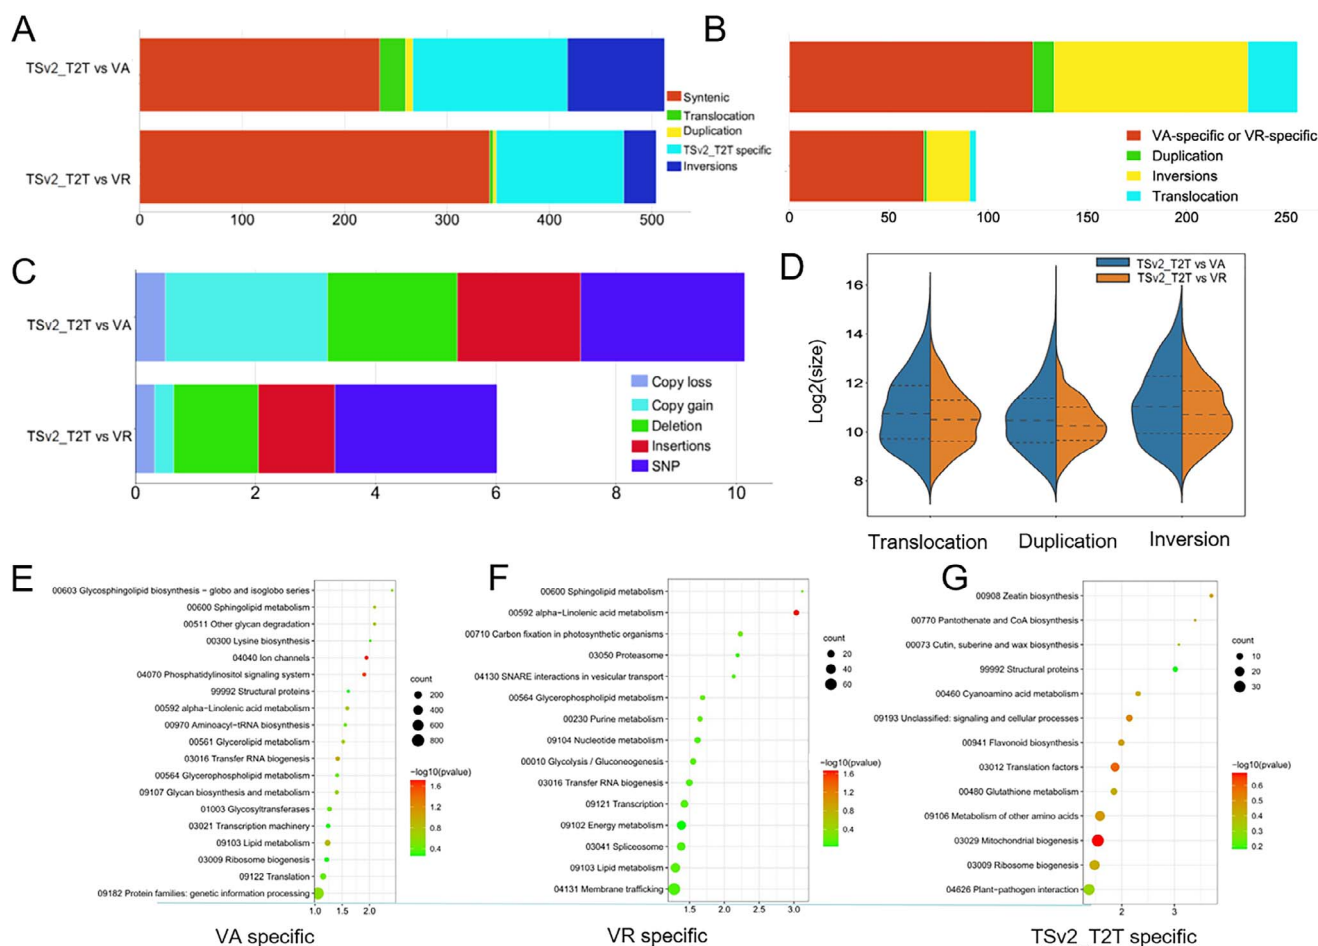 A
TSv2_T2T vs VA
TSv2_T2T vs VR
Syntenic
Translocation
Duplication
TSv2_T2T specific
Inversions
0
100
200
300
400
500
B
VA-specific or VR-specific
Duplication
Inversions
Translocation
0
50
100
150
200
250
C
TSv2_T2T vs VA
TSv2_T2T vs VR
Copy loss
Copy gain
Deletion
Insertions
SNP
0
2
4
6
8
10
D
TSv2_T2T vs VA
TSv2_T2T vs VR
Log2(size)
16
14
12
10
8
Translocation
Duplication
Inversion
E
00603 Glycosphingolipid biosynthesis − globo and isoglobo series
00600 Sphingolipid metabolism
00511 Other glycan degradation
00300 Lysine biosynthesis
04040 Ion channels
04070 Phosphatidylinositol signaling system
99992 Structural proteins
00592 alpha−Linolenic acid metabolism
00970 Aminoacyl−tRNA biosynthesis
00561 Glycerolipid metabolism
03016 Transfer RNA biogenesis
00564 Glycerophospholipid metabolism
09107 Glycan biosynthesis and metabolism
01003 Glycosyltransferases
03021 Transcription machinery
09103 Lipid metabolism
03009 Ribosome biogenesis
09122 Translation
09182 Protein families: genetic information processing
1.0
1.5
2.0
count
200
400
600
800
−log10(pvalue)
1.6
1.2
0.8
0.4
VA specific
F
00600 Sphingolipid metabolism
00592 alpha−Linolenic acid metabolism
00710 Carbon fixation in photosynthetic organisms
03050 Proteasome
04130 SNARE interactions in vesicular transport
00564 Glycerophospholipid metabolism
00230 Purine metabolism
09104 Nucleotide metabolism
00010 Glycolysis / Gluconeogenesis
03016 Transfer RNA biogenesis
09121 Transcription
09102 Energy metabolism
03041 Spliceosome
09103 Lipid metabolism
04131 Membrane trafficking
1.5
2.0
2.5
3.0
count
20
40
60
−log10(pvalue)
1.6
1.2
0.8
0.4
VR specific
G
00908 Zeatin biosynthesis
00770 Pantothenate and CoA biosynthesis
00073 Cutin, suberine and wax biosynthesis
99992 Structural proteins
00460 Cyanoamino acid metabolism
09193 Unclassified: signaling and cellular processes
00941 Flavonoid biosynthesis
03012 Translation factors
00480 Glutathione metabolism
09106 Metabolism of other amino acids
03029 Mitochondrial biogenesis
03009 Ribosome biogenesis
04626 Plant−pathogen interaction
2
3
count
10
20
30
−log10(pvalue)
0.6
0.5
0.4
0.3
0.2
TSv2 T2T specific